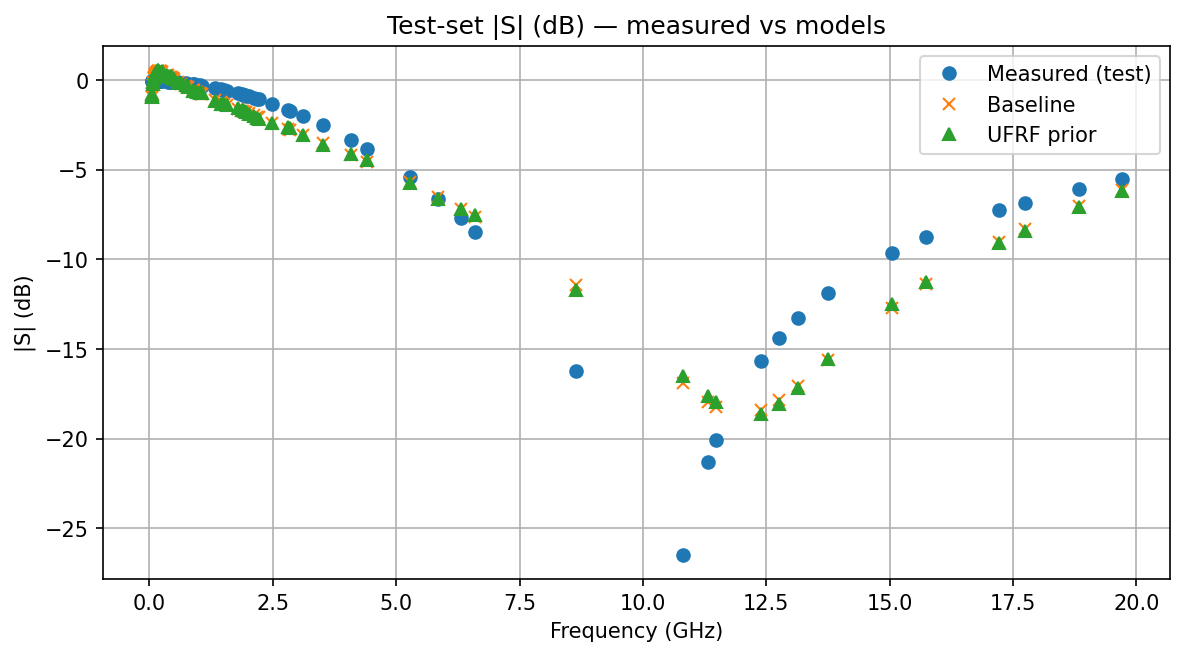 Test-set |S| (dB) — measured vs models
Measured (test)
Baseline
UFRF prior
|S| (dB)
0
−5
−10
−15
−20
−25
0.0 2.5 5.0 7.5 10.0 12.5 15.0 17.5 20.0
Frequency (GHz)